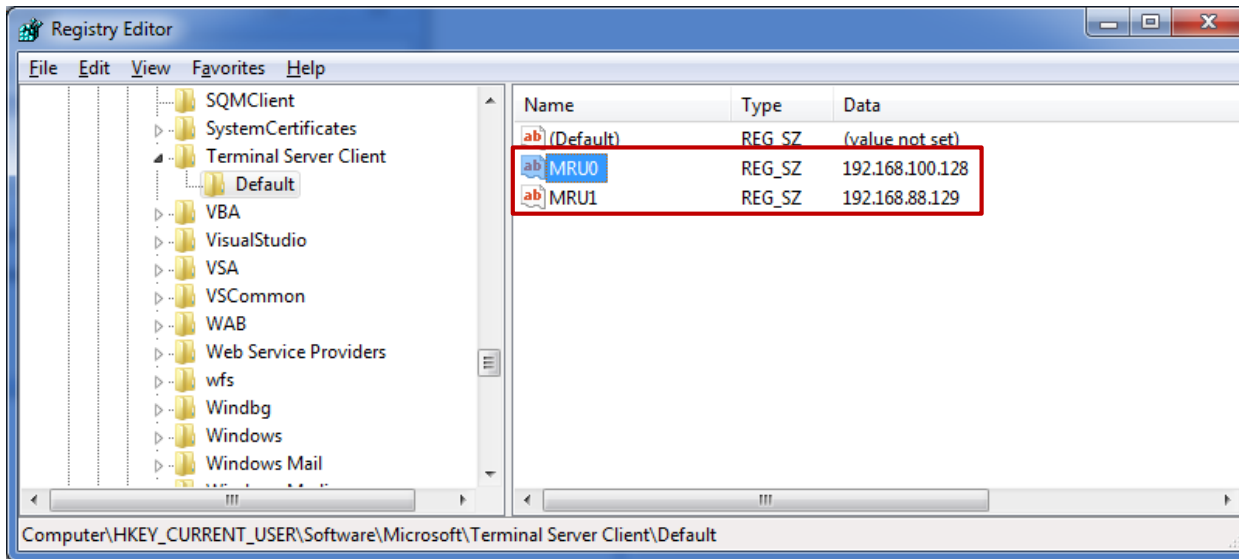 Registry Editor
File Edit View Favorites Help
SQMClient
SystemCertificates
Terminal Server Client
Default
VBA
VisualStudio
VSA
VSCommon
WAB
Web Service Providers
wfs
Windbg
Windows
Windows Mail
Name Type Data
(Default) REG_SZ (value not set)
MRU0 REG_SZ 192.168.100.128
MRU1 REG_SZ 192.168.88.129
Computer\HKEY_CURRENT_USER\Software\Microsoft\Terminal Server Client\Default